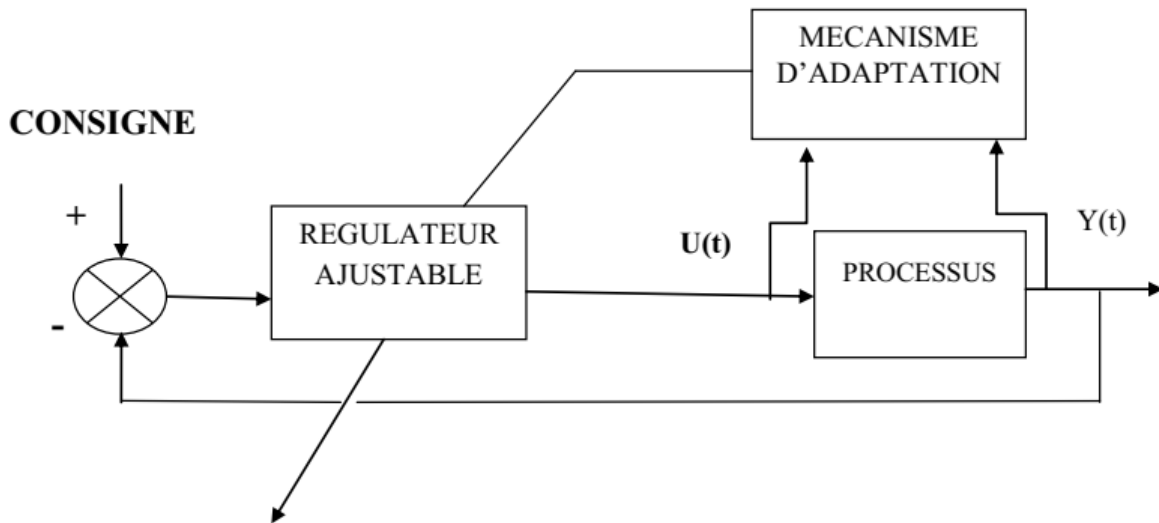 MECANISME
D’ADAPTATION
CONSIGNE
+
REGULATEUR
AJUSTABLE
U(t)
Y(t)
PROCESSUS
-